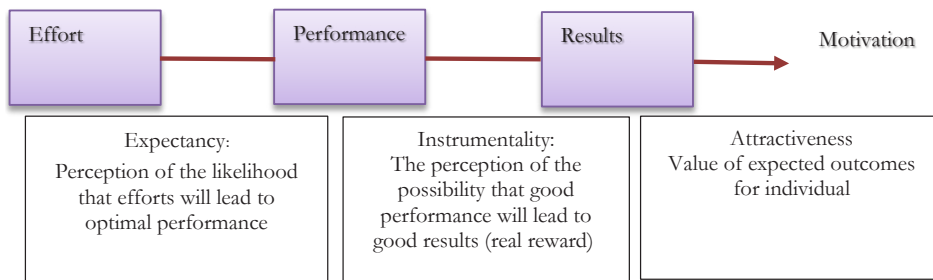 Effort
Performance
Results
Motivation
Expectancy:
Perception of the likelihood
that efforts will lead to
optimal performance
Instrumentality:
The perception of the
possibility that good
performance will lead to
good results (real reward)
Attractiveness
Value of expected outcomes
for individual